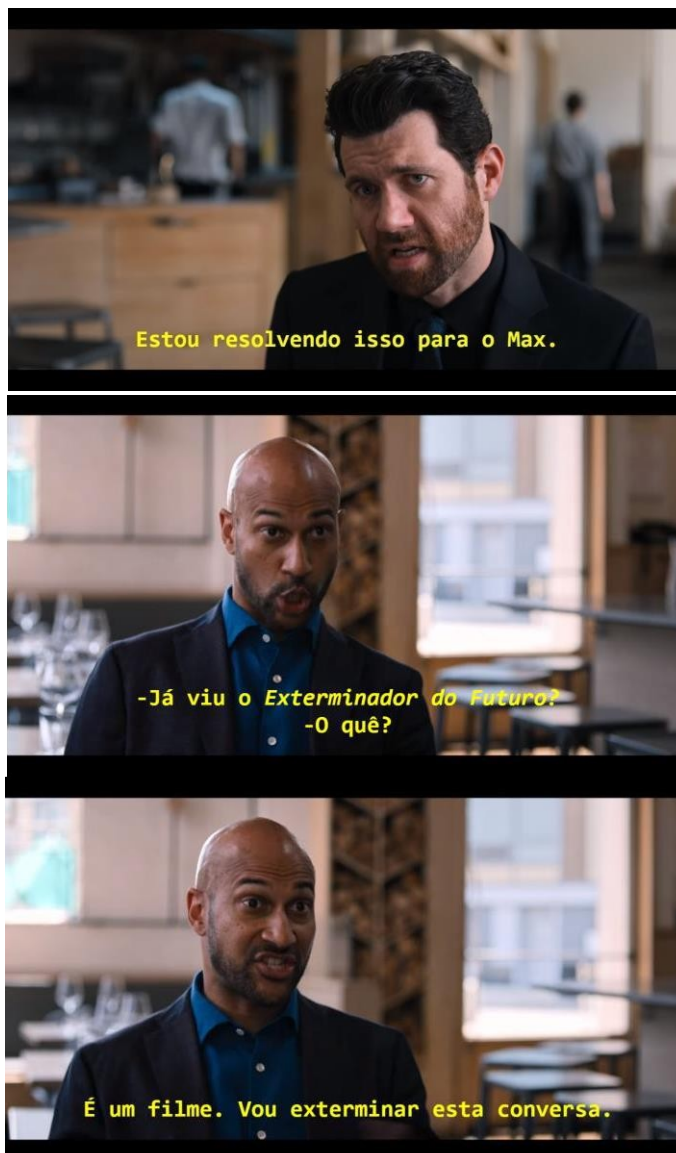 Estou resolvendo isso para o Max.
-Já viu o Exterminador do Futuro?
-O quê?
É um filme. Vou exterminar esta conversa.